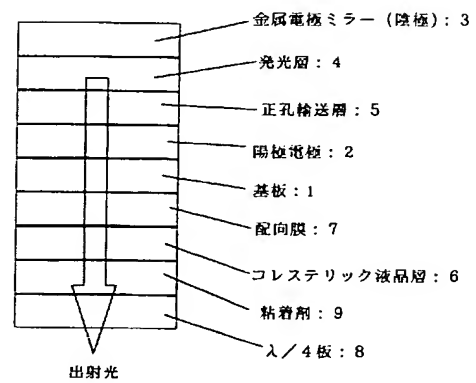 金属電極ミラー(陰極):3
発光層:4
正孔輸送層:5
陽極電極:2
基板:1
配向膜:7
コレステリック液晶層:6
粘着剤:9
λ/4板:8
出射光